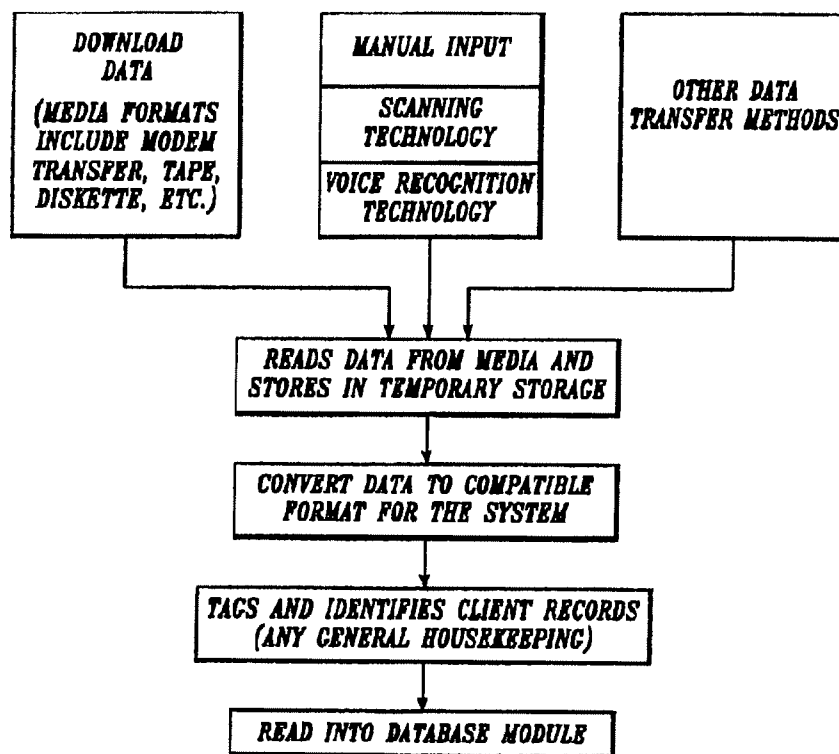 DOWNLOAD
DATA
(MEDIA FORMATS
INCLUDE MODEM
TRANSFER, TAPE,
DISKETTE, ETC.)
MANUAL INPUT
SCANNING
TECHNOLOGY
VOICE RECOGNITION
TECHNOLOGY
OTHER DATA
TRANSFER METHODS
READS DATA FROM MEDIA AND
STORES IN TEMPORARY STORAGE
CONVERT DATA TO COMPATIBLE
FORMAT FOR THE SYSTEM
TAGS AND IDENTIFIES CLIENT RECORDS
(ANY GENERAL HOUSEKEEPING)
READ INTO DATABASE MODULE